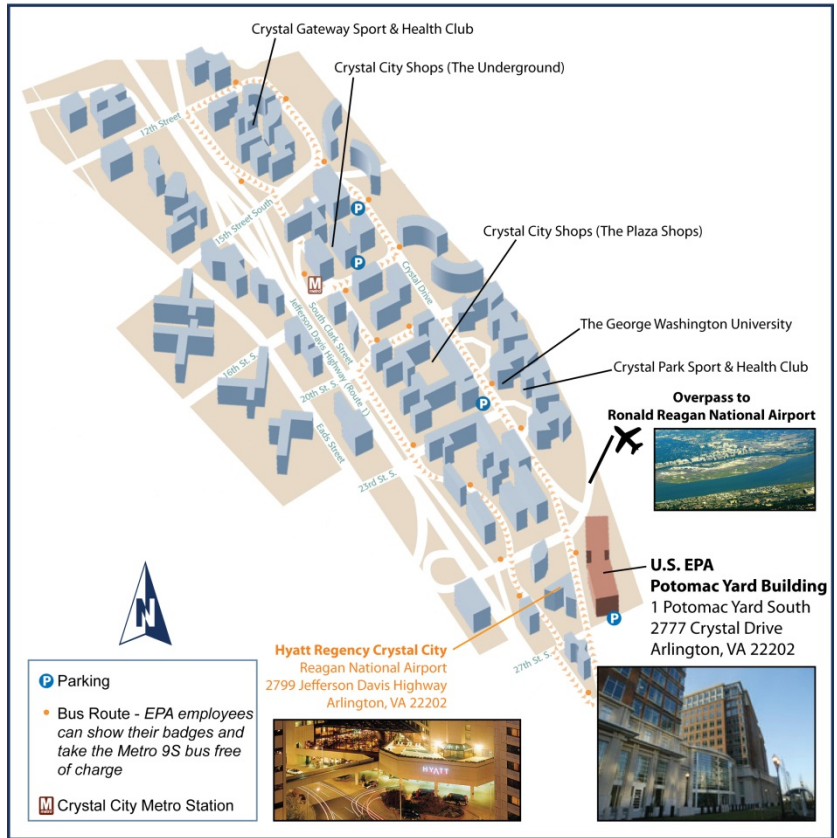 Crystal Gateway Sport & Health Club
Crystal City Shops (The Underground)
12th Street
15th Street South
P
P
Crystal City Shops (The Plaza Shops)
Crystal Drive
M
South Clark Street
Jefferson Davis Highway (Route 1)
The George Washington University
16th St. S.
20th St. S.
Crystal Park Sport & Health Club
P
Eads Street
Overpass to
Ronald Reagan National Airport
23rd St. S.
U.S. EPA
Potomac Yard Building
1 Potomac Yard South
2777 Crystal Drive
Arlington, VA 22202
P
N
Hyatt Regency Crystal City
Reagan National Airport
2799 Jefferson Davis Highway
Arlington, VA 22202
27th St. S.
HYATT
P Parking
Bus Route - EPA employees
can show their badges and
take the Metro 9S bus free
of charge
M Crystal City Metro Station